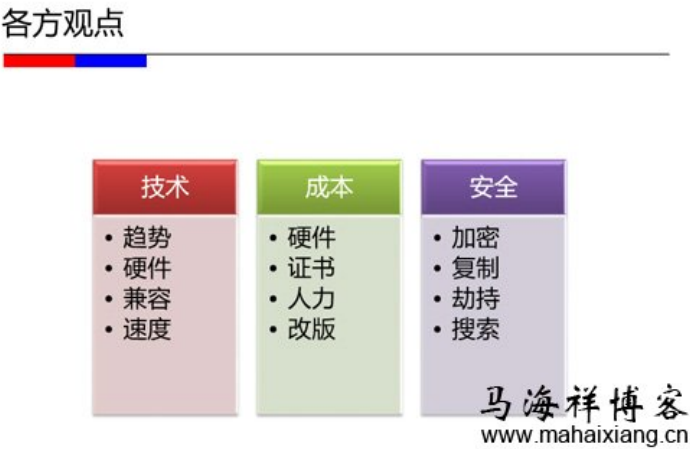 各方观点
技术
• 趋势
• 硬件
• 兼容
• 速度
成本
• 硬件
• 证书
• 人力
• 改版
安全
• 加密
• 复制
• 劫持
• 搜索
马海祥博客
www.mahaixiang.cn